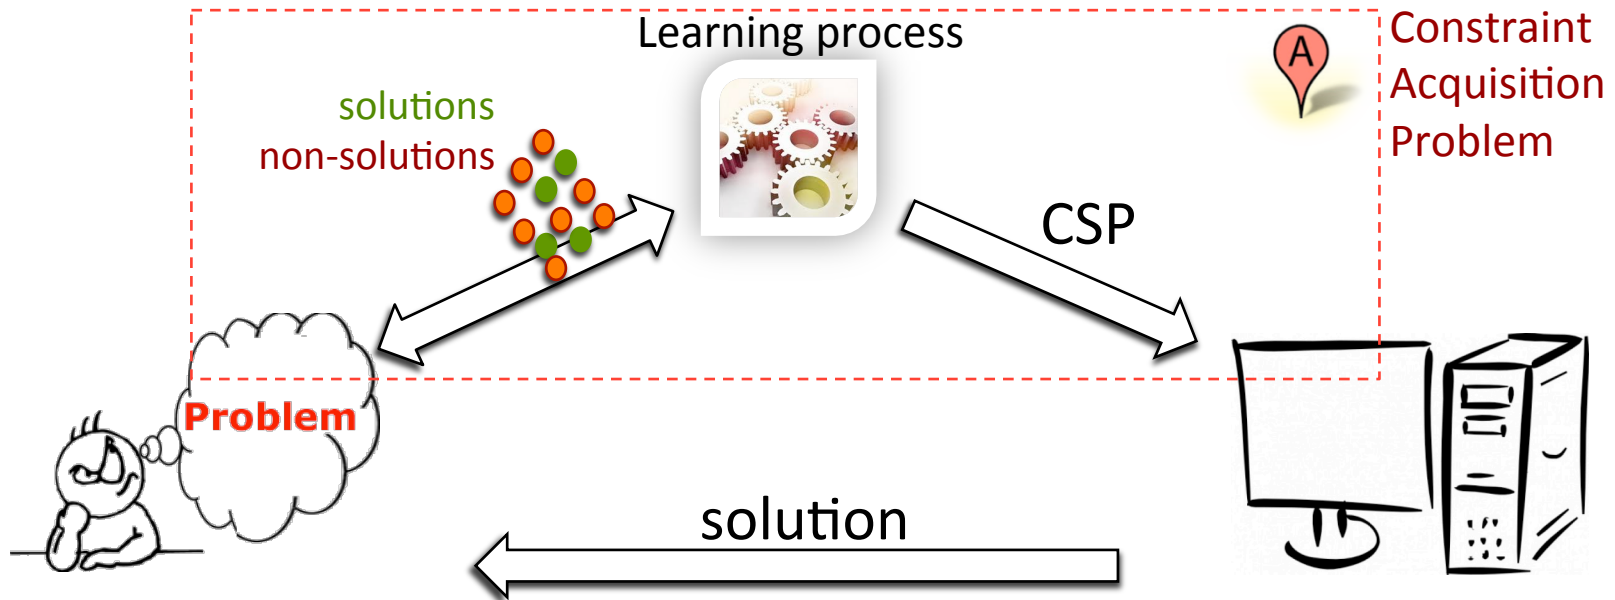 Learning process
A
Constraint
Acquisition
Problem
solutions
non-solutions
CSP
Problem
solution